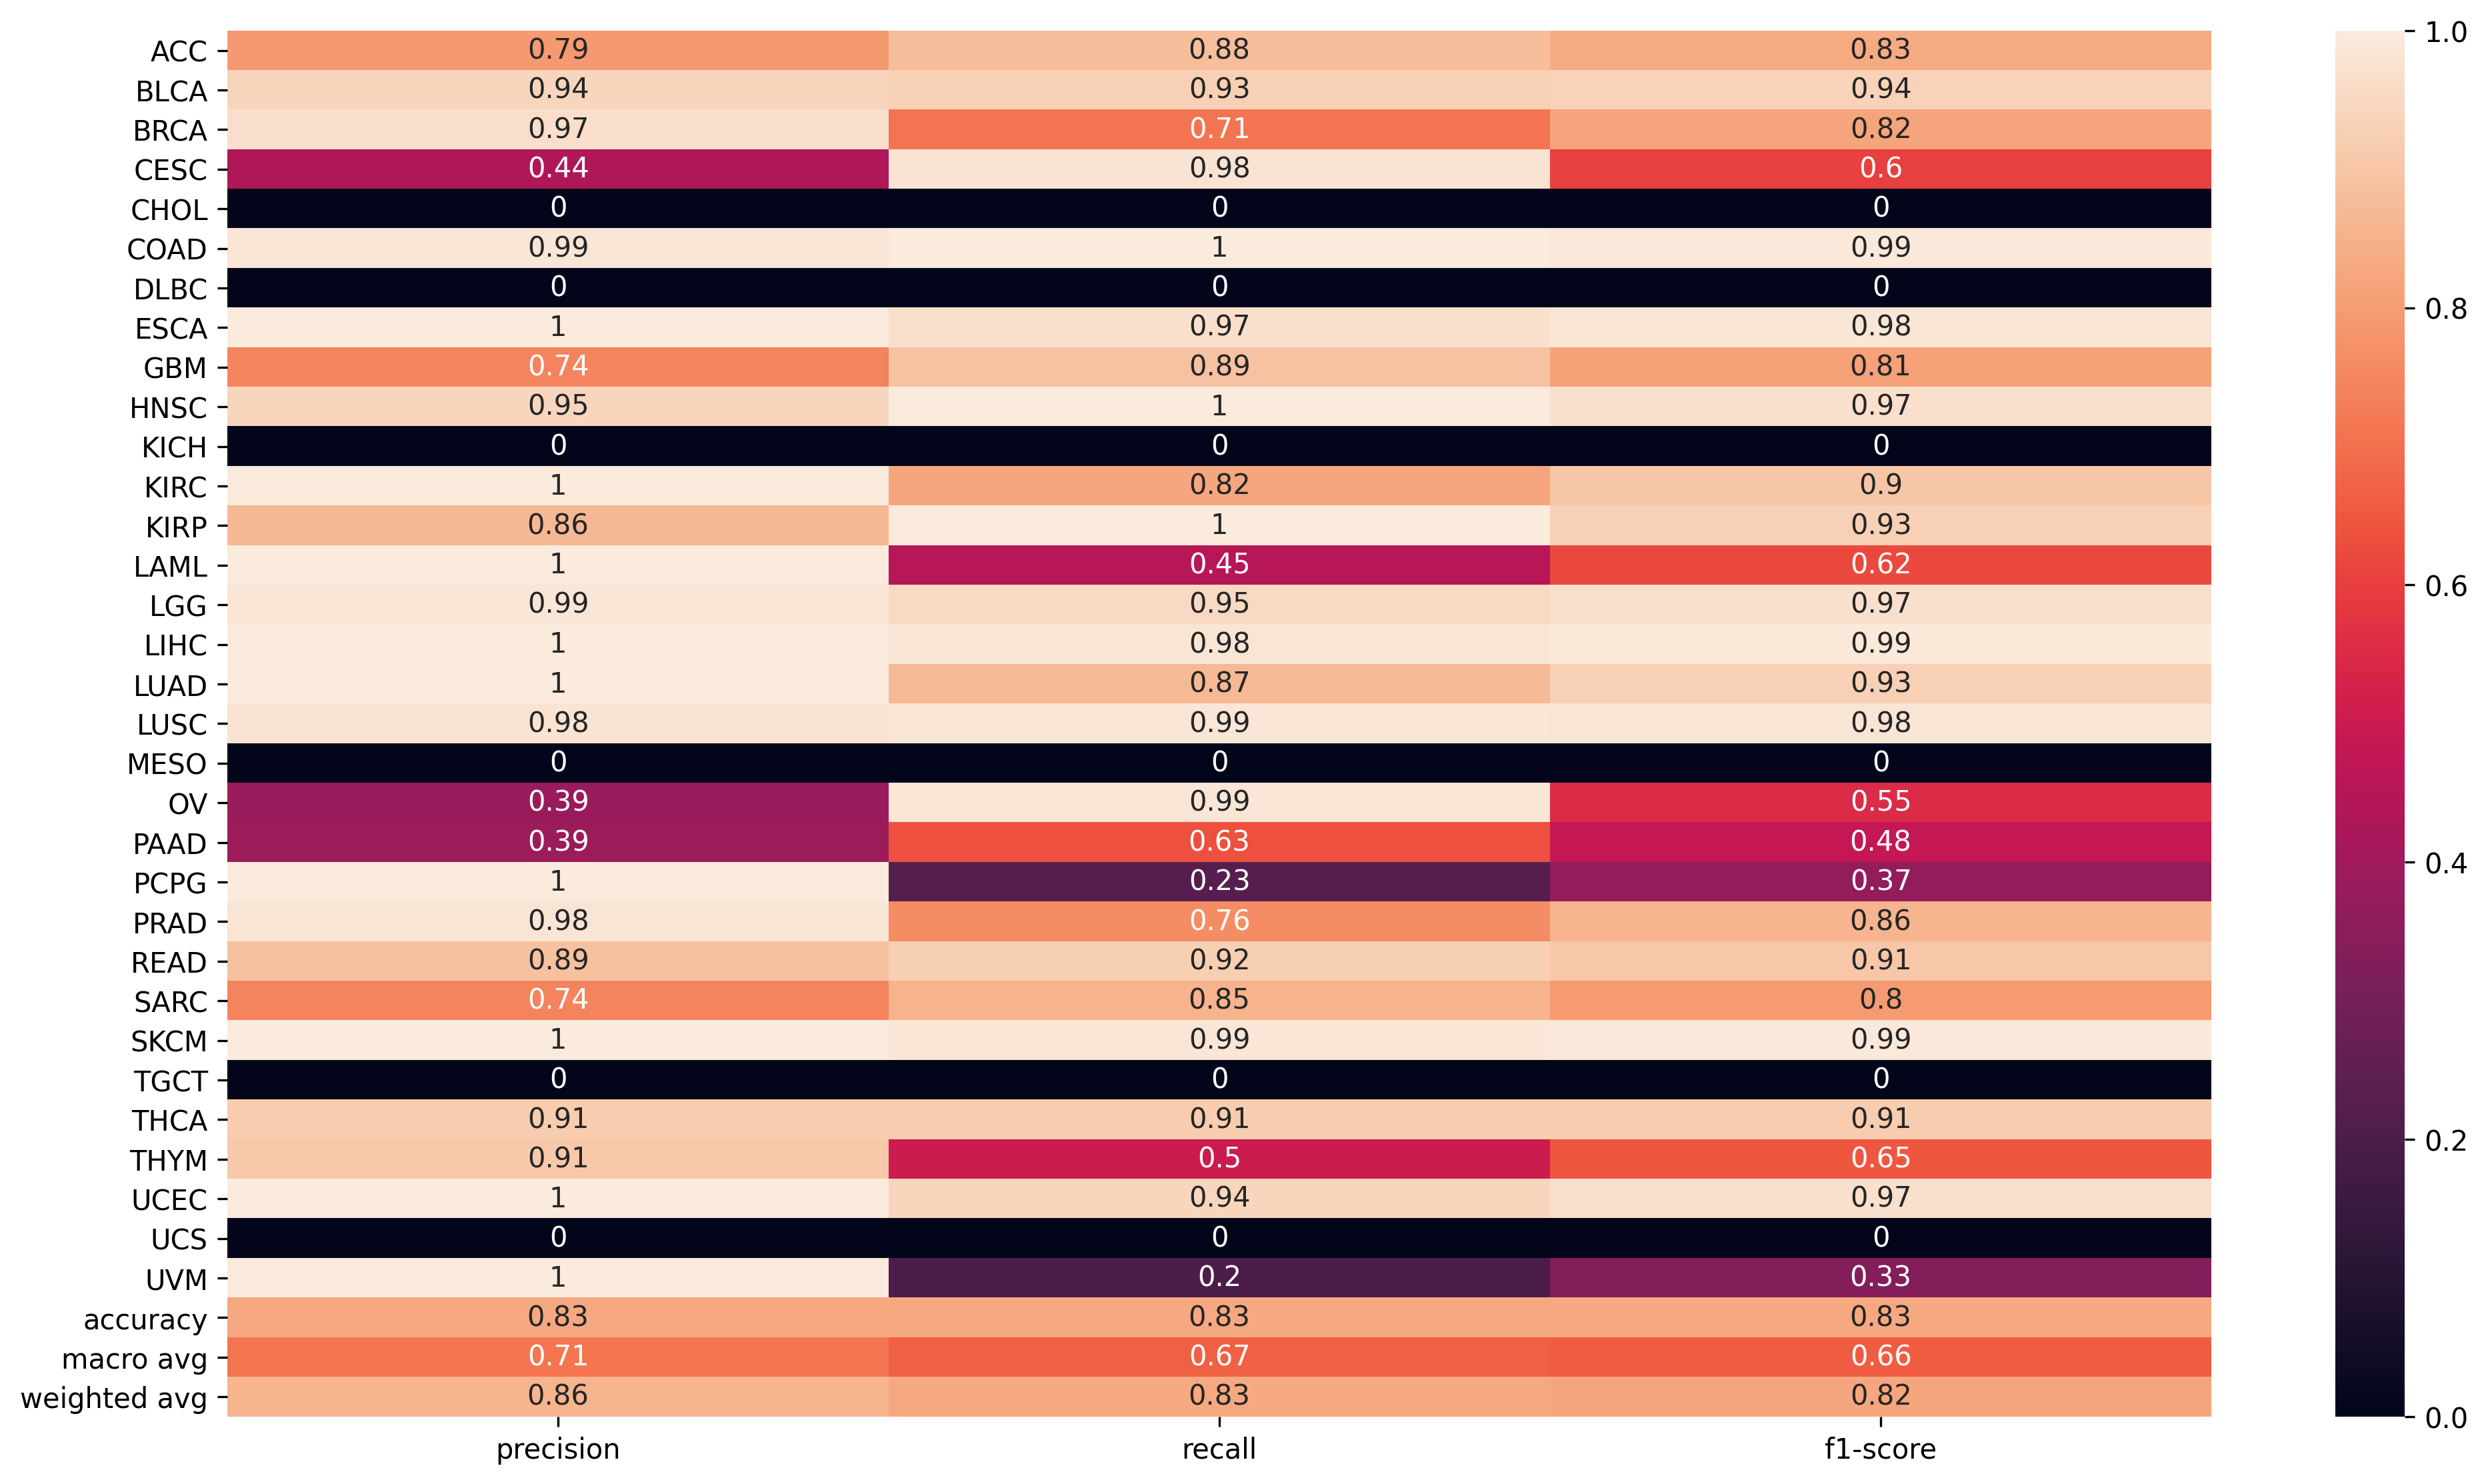 ACC 0.79 0.88 0.83 1.0
BLCA 0.94 0.93 0.94
BRCA 0.97 0.71 0.82
CESC 0.44 0.98 0.6
CHOL 0 0 0
COAD 0.99 1 0.99
DLBC 0 0 0
ESCA 1 0.97 0.98 0.8
GBM 0.74 0.89 0.81
HNSC 0.95 1 0.97
KICH 0 0 0
KIRC 1 0.82 0.9
KIRP 0.86 1 0.93
LAML 1 0.45 0.62 0.6
LGG 0.99 0.95 0.97
LIHC 1 0.98 0.99
LUAD 1 0.87 0.93
LUSC 0.98 0.99 0.98
MESO 0 0 0
OV 0.39 0.99 0.55
PAAD 0.39 0.63 0.48 0.4
PCPG 1 0.23 0.37
PRAD 0.98 0.76 0.86
READ 0.89 0.92 0.91
SARC 0.74 0.85 0.8
SKCM 1 0.99 0.99
TGCT 0 0 0
THCA 0.91 0.91 0.91 0.2
THYM 0.91 0.5 0.65
UCEC 1 0.94 0.97
UCS 0 0 0
UVM 1 0.2 0.33
accuracy 0.83 0.83 0.83
macro avg 0.71 0.67 0.66
weighted avg 0.86 0.83 0.82 0.0
precision recall f1-score